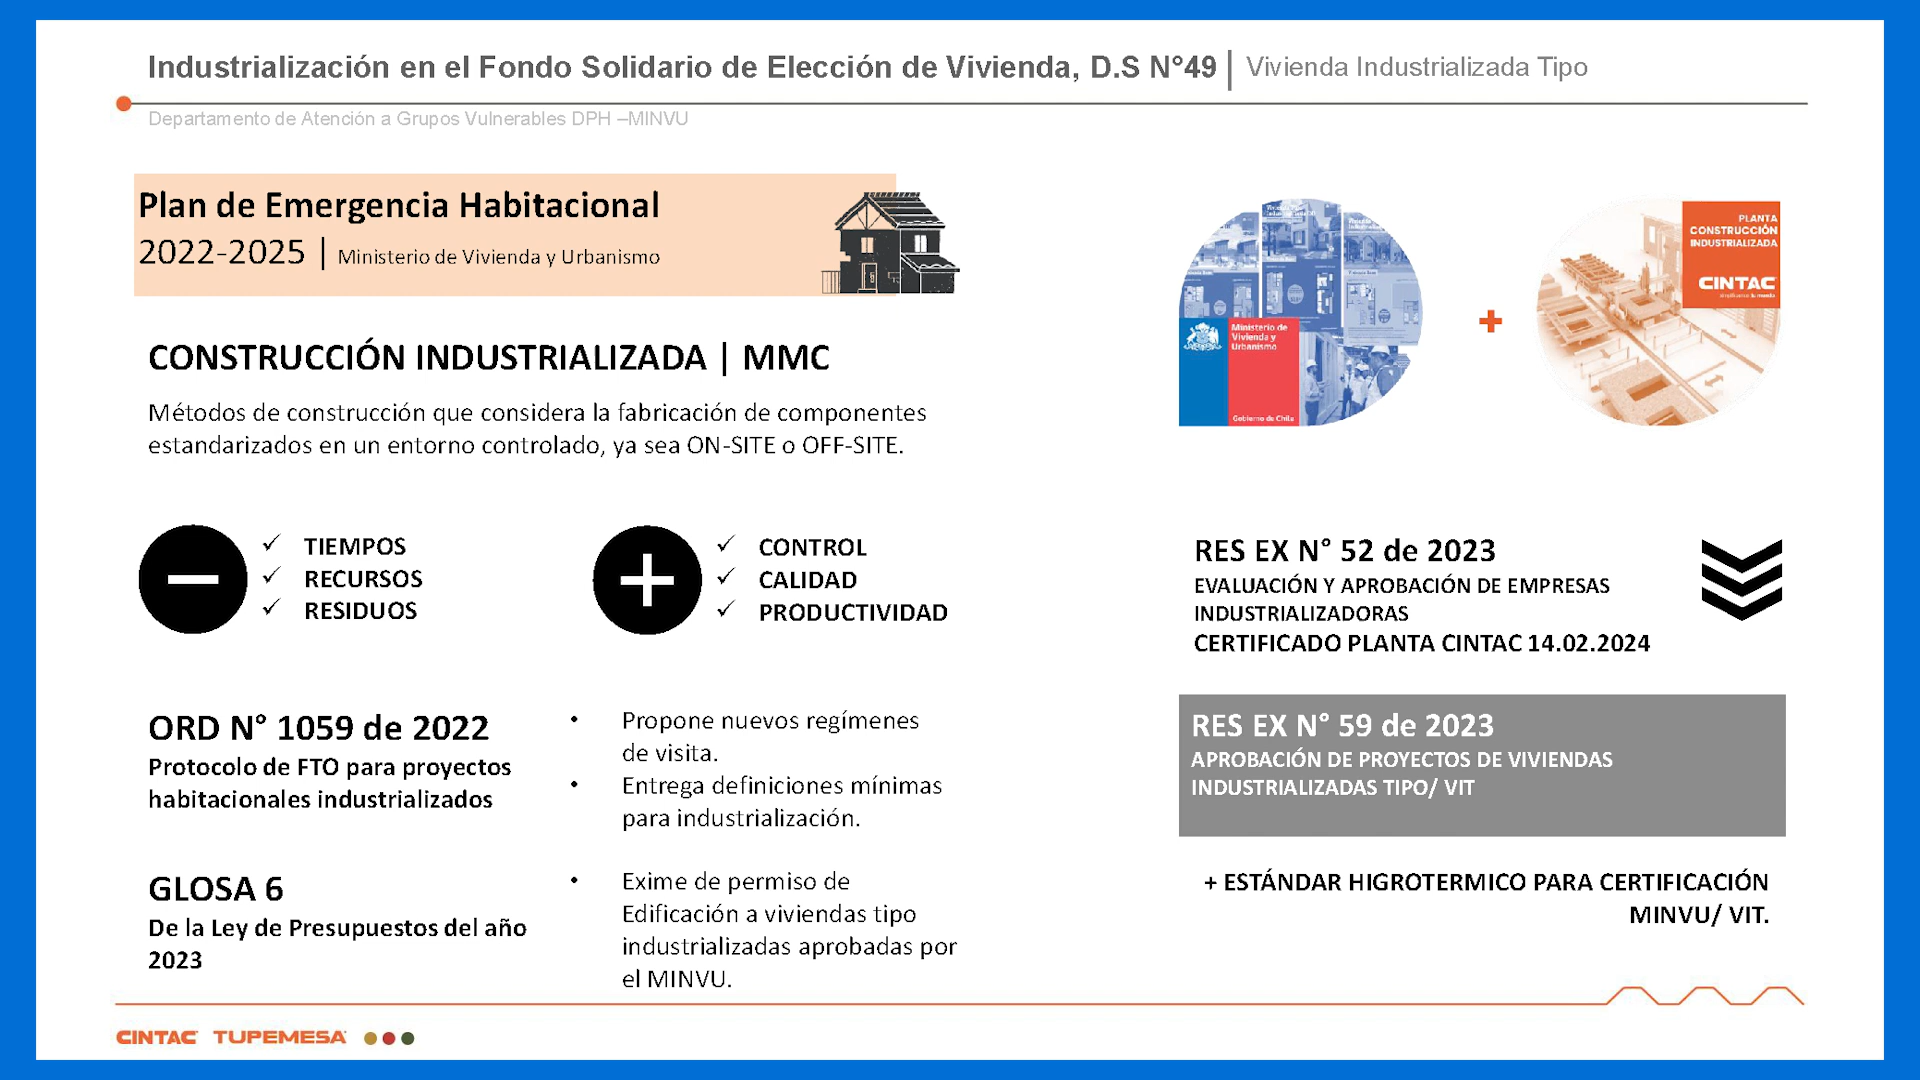 Industrialización en el Fondo Solidario de Elección de Vivienda, D.S N°49 | Vivienda Industrializada Tipo
Departamento de Atención a Grupos Vulnerables DPH –MINVU
Plan de Emergencia Habitacional
2022-2025 | Ministerio de Vivienda y Urbanismo
CONSTRUCCIÓN INDUSTRIALIZADA | MMC
Métodos de construcción que considera la fabricación de componentes
estandarizados en un entorno controlado, ya sea ON-SITE o OFF-SITE.
✓ TIEMPOS
✓ RECURSOS
✓ RESIDUOS
✓ CONTROL
✓ CALIDAD
✓ PRODUCTIVIDAD
ORD N° 1059 de 2022
Protocolo de FTO para proyectos
habitacionales industrializados
• Propone nuevos regímenes
de visita.
• Entrega definiciones mínimas
para industrialización.
GLOSA 6
De la Ley de Presupuestos del año
2023
• Exime de permiso de
Edificación a viviendas tipo
industrializadas aprobadas por
el MINVU.
Ministerio de
Vivienda y
Urbanismo
Gobierno de Chile
+
PLANTA
CONSTRUCCIÓN
INDUSTRIALIZADA
CINTAC
RES EX N° 52 de 2023
EVALUACIÓN Y APROBACIÓN DE EMPRESAS
INDUSTRIALIZADORAS
CERTIFICADO PLANTA CINTAC 14.02.2024
RES EX N° 59 de 2023
APROBACIÓN DE PROYECTOS DE VIVIENDAS
INDUSTRIALIZADAS TIPO/ VIT
+ ESTÁNDAR HIGROTERMICO PARA CERTIFICACIÓN
MINVU/ VIT.
CINTAC TUPEMESA